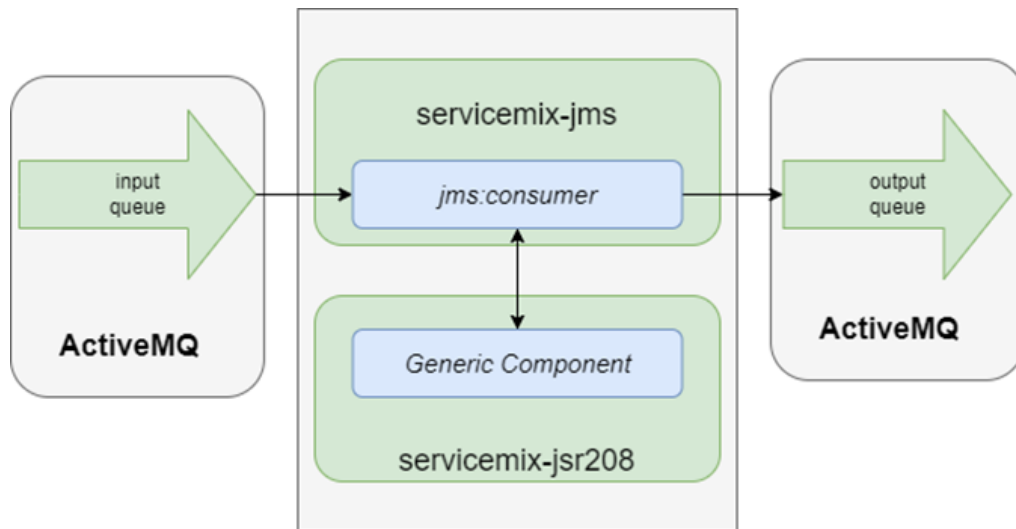 input
queue
ActiveMQ
servicemix-jms
jms:consumer
Generic Component
servicemix-jsr208
output
queue
ActiveMQ